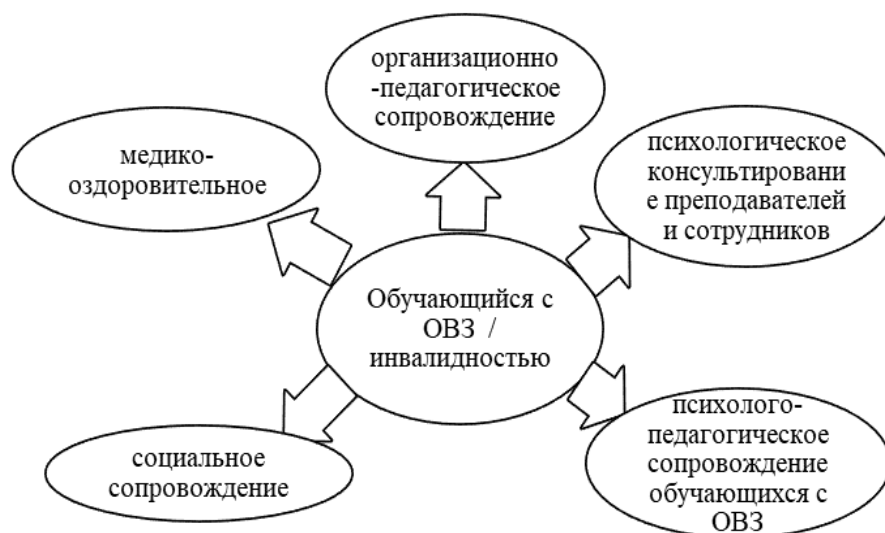 организационно
-педагогическое
сопровождение
медико-
оздоровительное
психологическое
консультировани
е преподавателей
и сотрудников
Обучающийся с
ОВЗ /
инвалидностью
социальное
сопровождение
психолого-
педагогическое
сопровождение
обучающихся с
ОВЗ